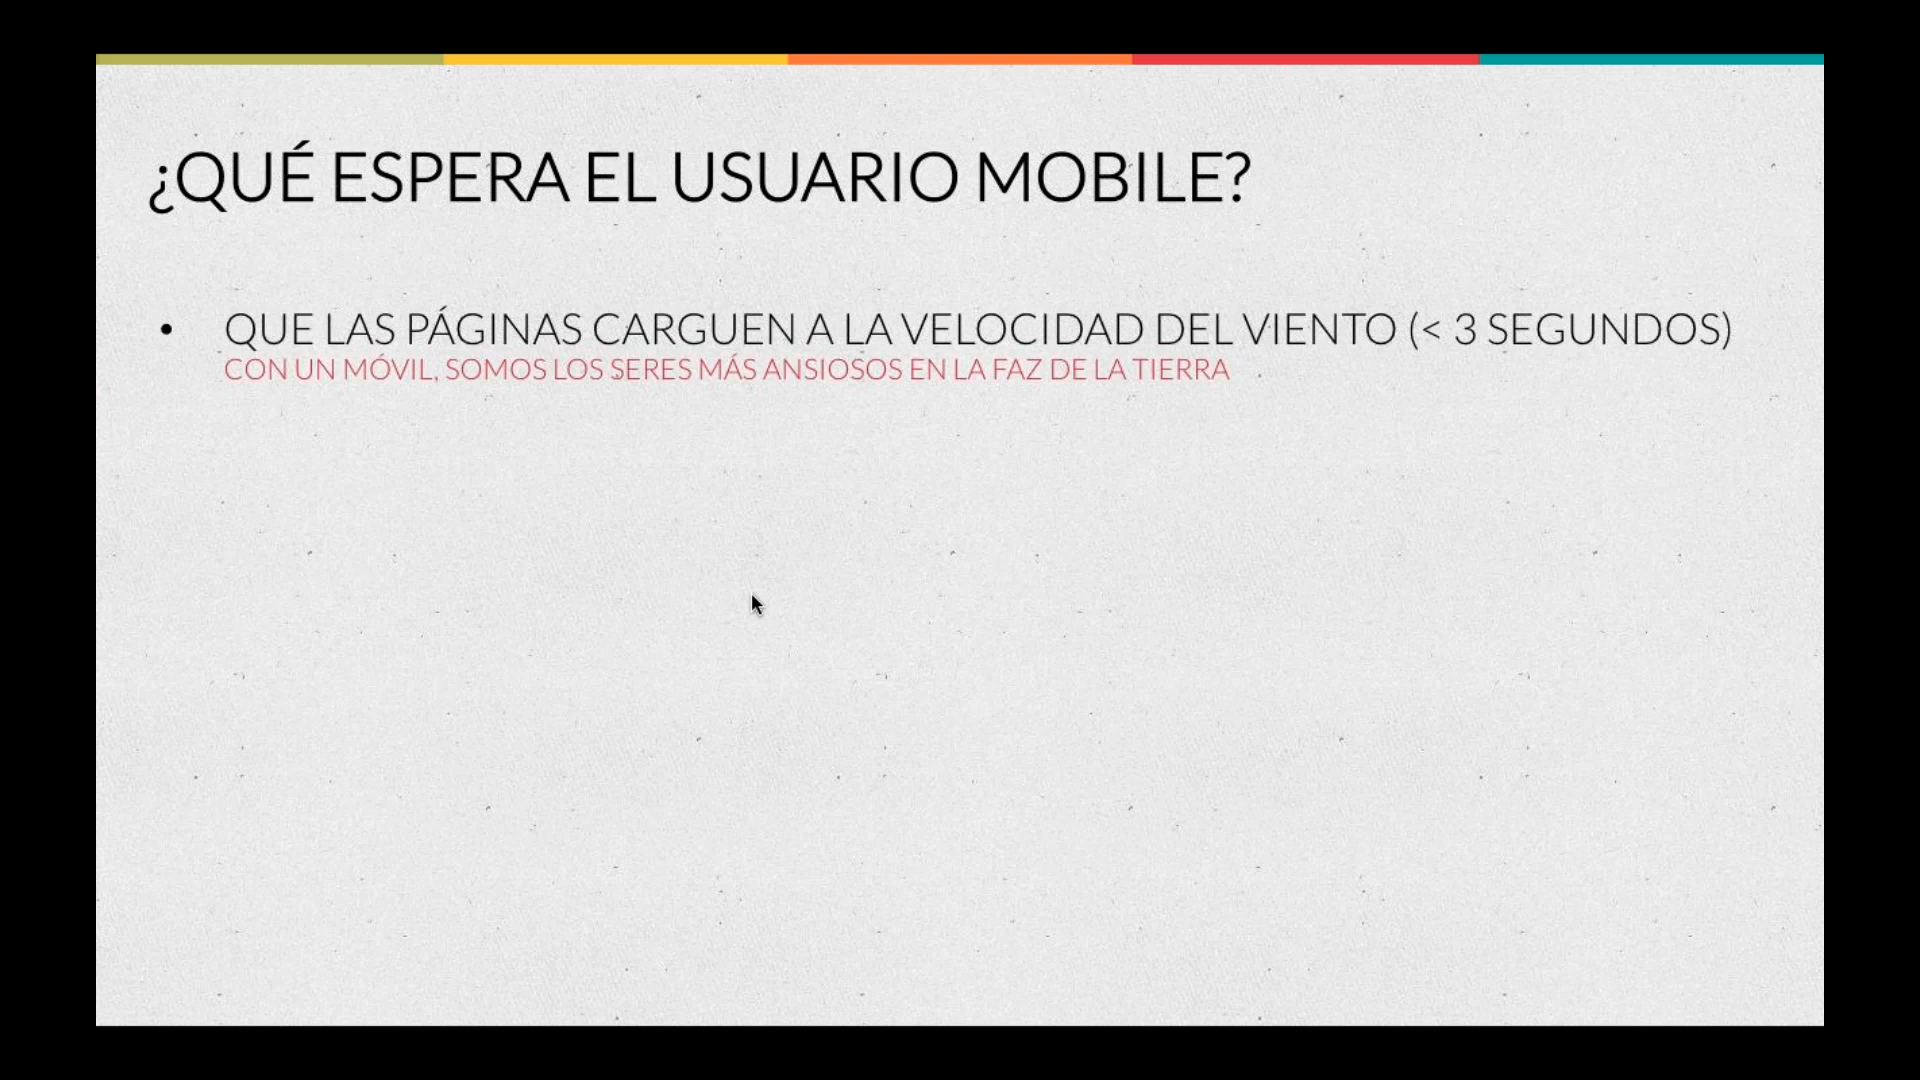 ¿QUÉ ESPERA EL USUARIO MOBILE?
• QUE LAS PÁGINAS CARGUEN A LA VELOCIDAD DEL VIENTO (< 3 SEGUNDOS)
CON UN MÓVIL, SOMOS LOS SERES MÁS ANSIOSOS EN LA FAZ DE LA TIERRA